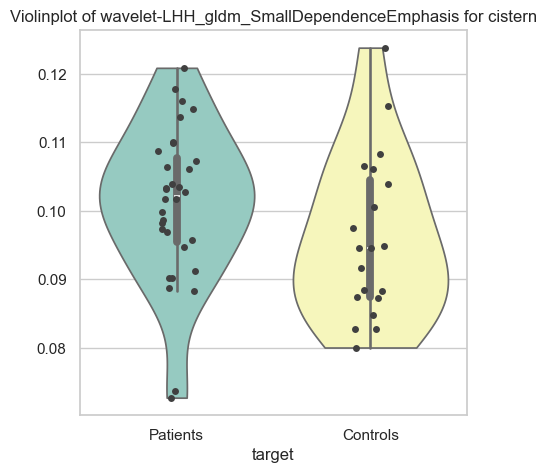 Violinplot of wavelet-LHH_gldm_SmallDependenceEmphasis for cistern
0.12
0.11
0.10
0.09
0.08
Patients Controls
target